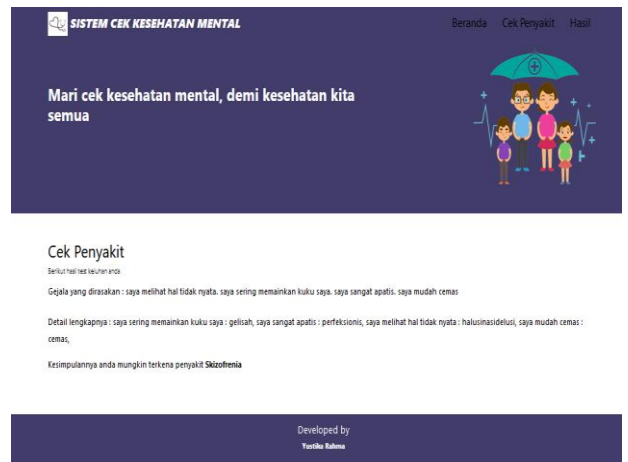 SISTEM CEK KESEHATAN MENTAL
Beranda Cek Penyakit Hasil
Mari cek kesehatan mental, demi kesehatan kita
semua
Cek Penyakit
Berikut hasil test keluhan anda
Gejala yang dirasakan : saya melihat hal tidak nyata. saya sering memainkan kuku saya. saya sangat apatis. saya mudah cemas
Detail lengkapnya : saya sering memainkan kuku saya : gelisah, saya sangat apatis : perfeksionis, saya melihat hal tidak nyata : halusinasidelusi, saya mudah cemas :
cemas,
Kesimpulannya anda mungkin terkena penyakit Skizofrenia
Developed by
Yustika Rahma